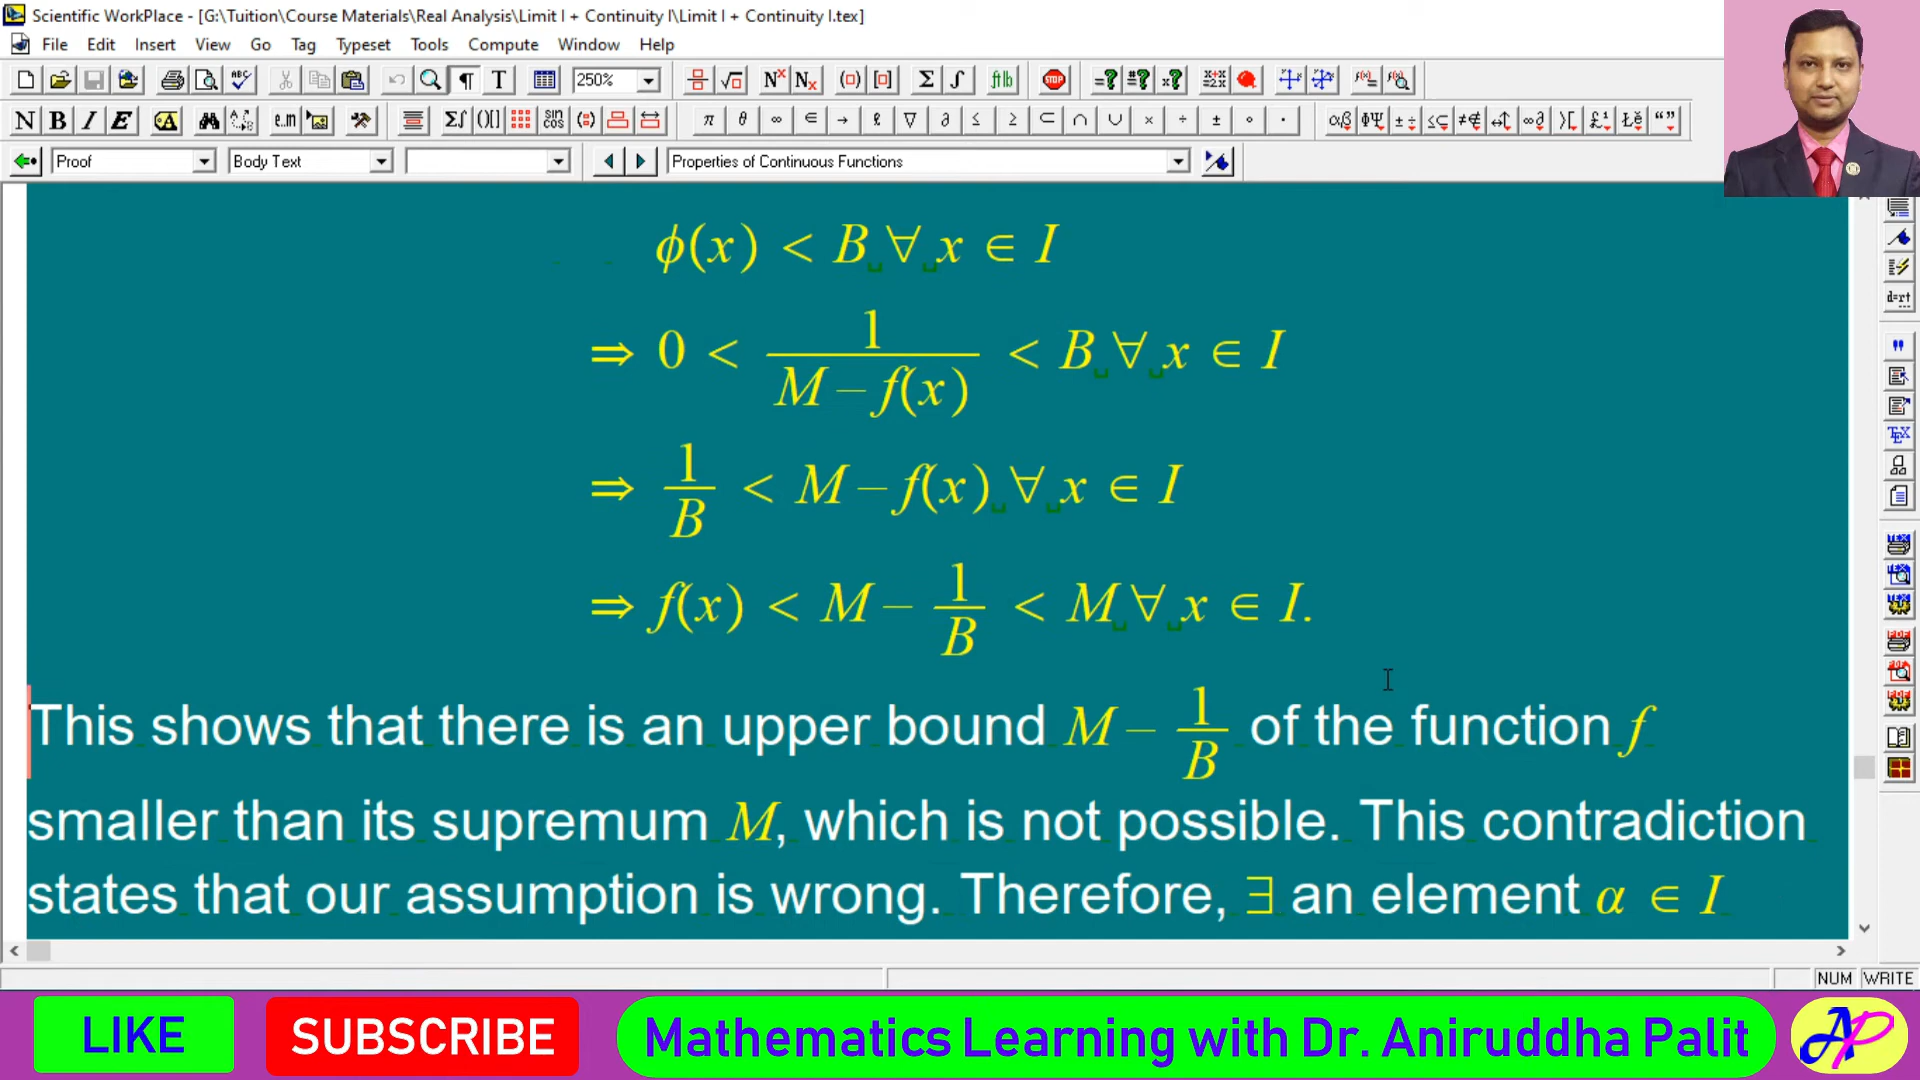 Scientific WorkPlace - [G:\Tuition\Course Materials\Real Analysis\Limit I + Continuity I\Limit I + Continuity I.tex]
File Edit Insert View Go Tag Typeset Tools Compute Window Help
250%
Proof Body Text Properties of Continuous Functions
ϕ(x) < B ∀ x ∈ I
⇒ 0 < 1/(M − f(x)) < B ∀ x ∈ I
⇒ 1/B < M − f(x) ∀ x ∈ I
⇒ f(x) < M − 1/B < M ∀ x ∈ I.
This shows that there is an upper bound M − 1/B of the function f
smaller than its supremum M, which is not possible. This contradiction
states that our assumption is wrong. Therefore, ∃ an element α ∈ I
NUM WRITE
LIKE SUBSCRIBE Mathematics Learning with Dr. Aniruddha Palit AP